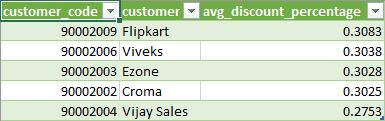 customer_code customer avg_discount_percentage
90002009 Flipkart 0.3083
90002006 Viveks 0.3038
90002003 Ezone 0.3028
90002002 Croma 0.3025
90002004 Vijay Sales 0.2753